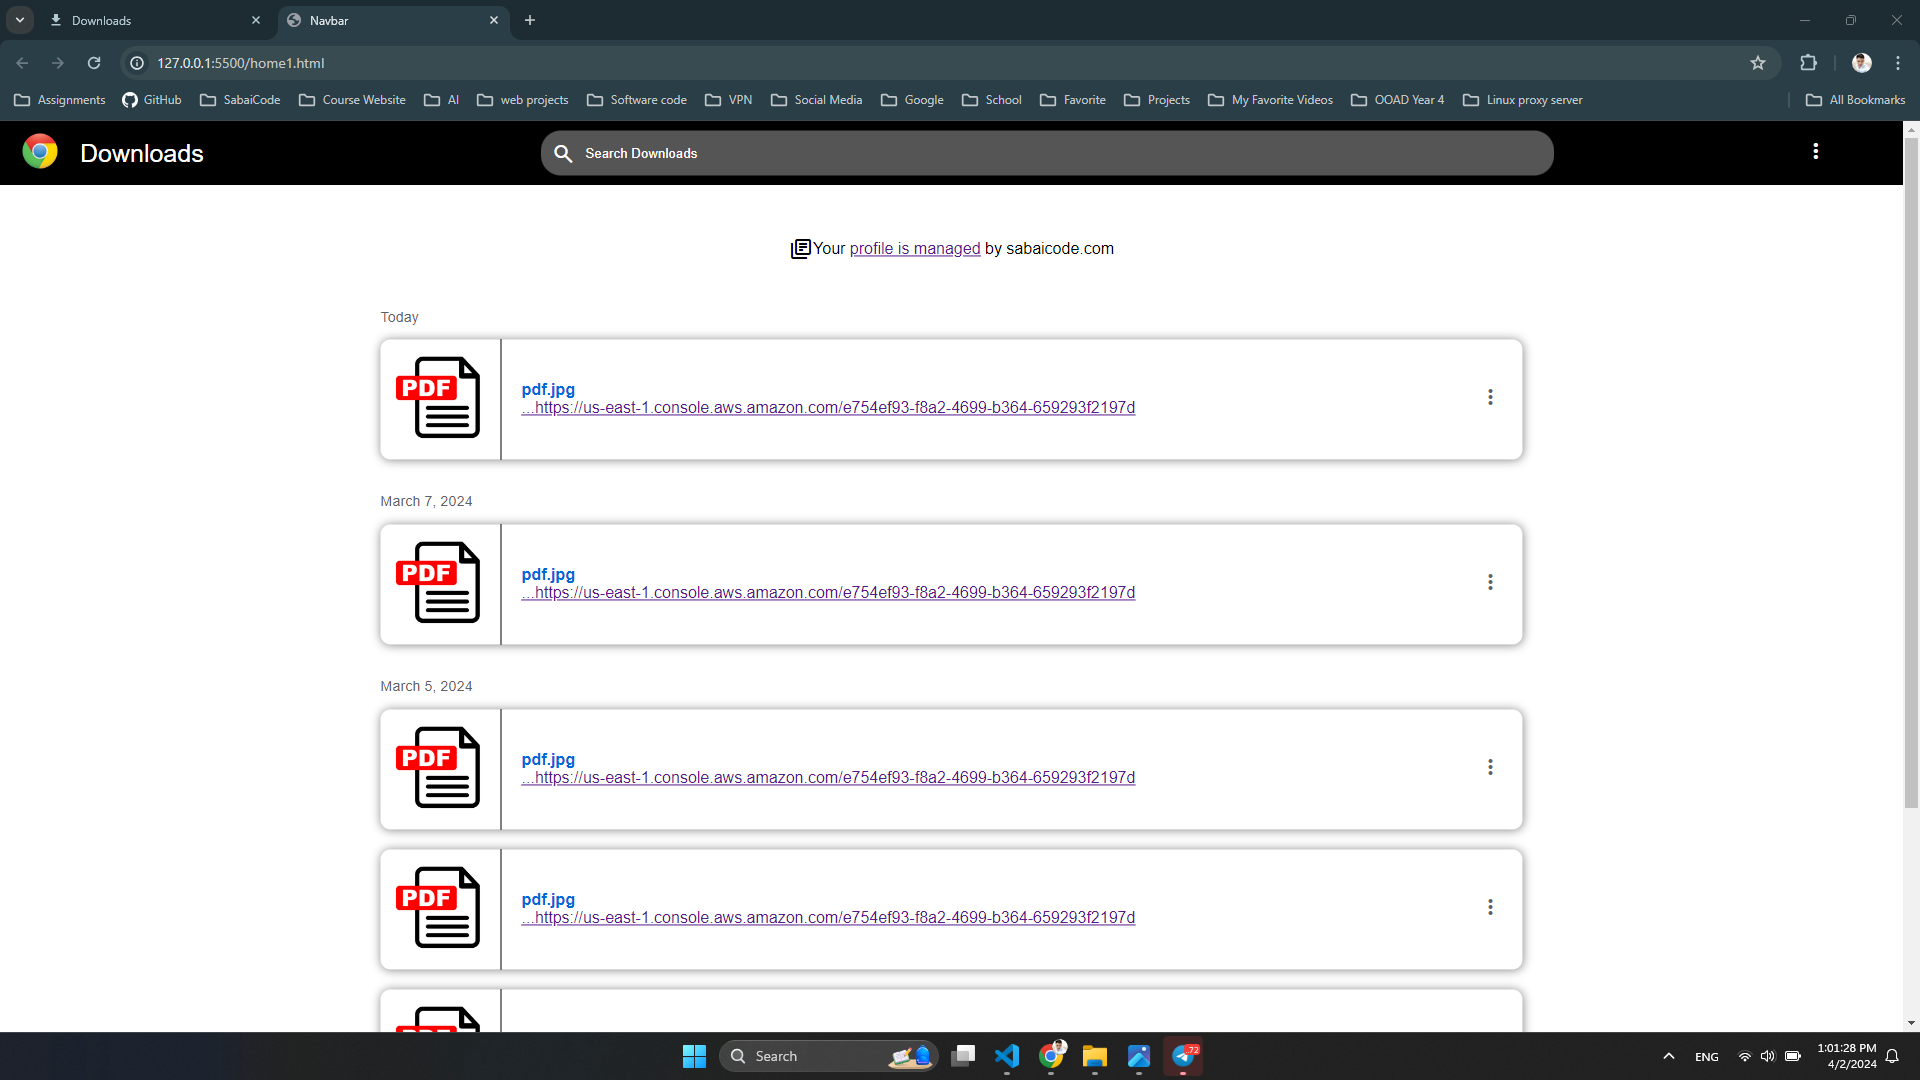 Downloads
Navbar
127.0.0.1:5500/home1.html
Assignments GitHub SabaiCode Course Website AI web projects Software code VPN Social Media Google School Favorite Projects My Favorite Videos OOAD Year 4 Linux proxy server All Bookmarks
Downloads
Search Downloads
Your profile is managed by sabaicode.com
Today
PDF
pdf.jpg
...https://us-east-1.console.aws.amazon.com/e754ef93-f8a2-4699-b364-659293f2197d
March 7, 2024
PDF
pdf.jpg
...https://us-east-1.console.aws.amazon.com/e754ef93-f8a2-4699-b364-659293f2197d
March 5, 2024
PDF
pdf.jpg
...https://us-east-1.console.aws.amazon.com/e754ef93-f8a2-4699-b364-659293f2197d
PDF
pdf.jpg
...https://us-east-1.console.aws.amazon.com/e754ef93-f8a2-4699-b364-659293f2197d
PDF
Search
72
ENG
1:01:28 PM
4/2/2024